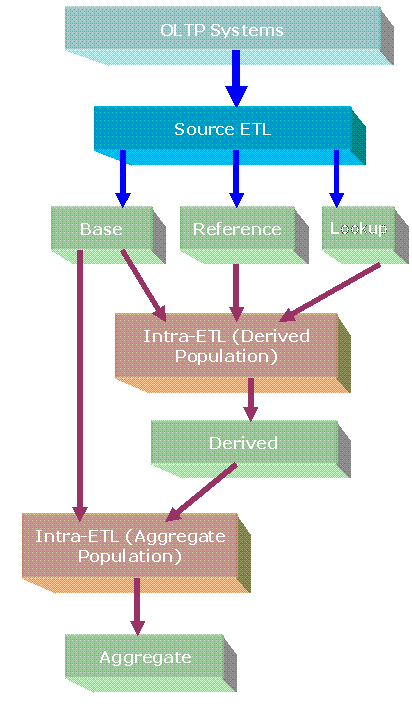 OLTP Systems
Source ETL
Base
Reference
Lookup
Intra-ETL (Derived
Population)
Derived
Intra-ETL (Aggregate
Population)
Aggregate